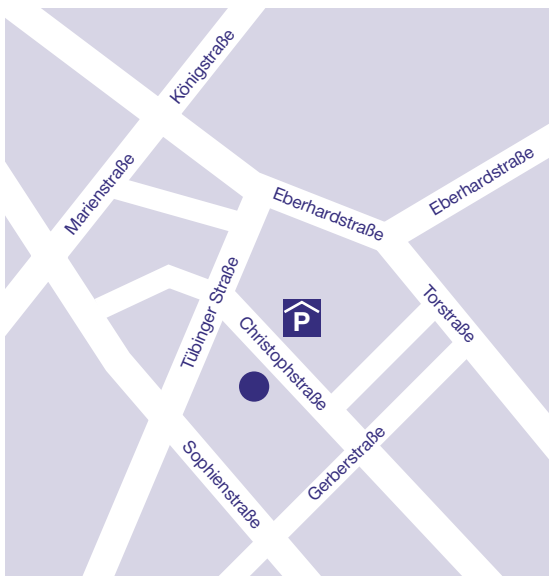 Königstraße
Marienstraße
Eberhardstraße
Eberhardstraße
Tübinger Straße
Torstraße
P
Christophstraße
Gerberstraße
Sophienstraße